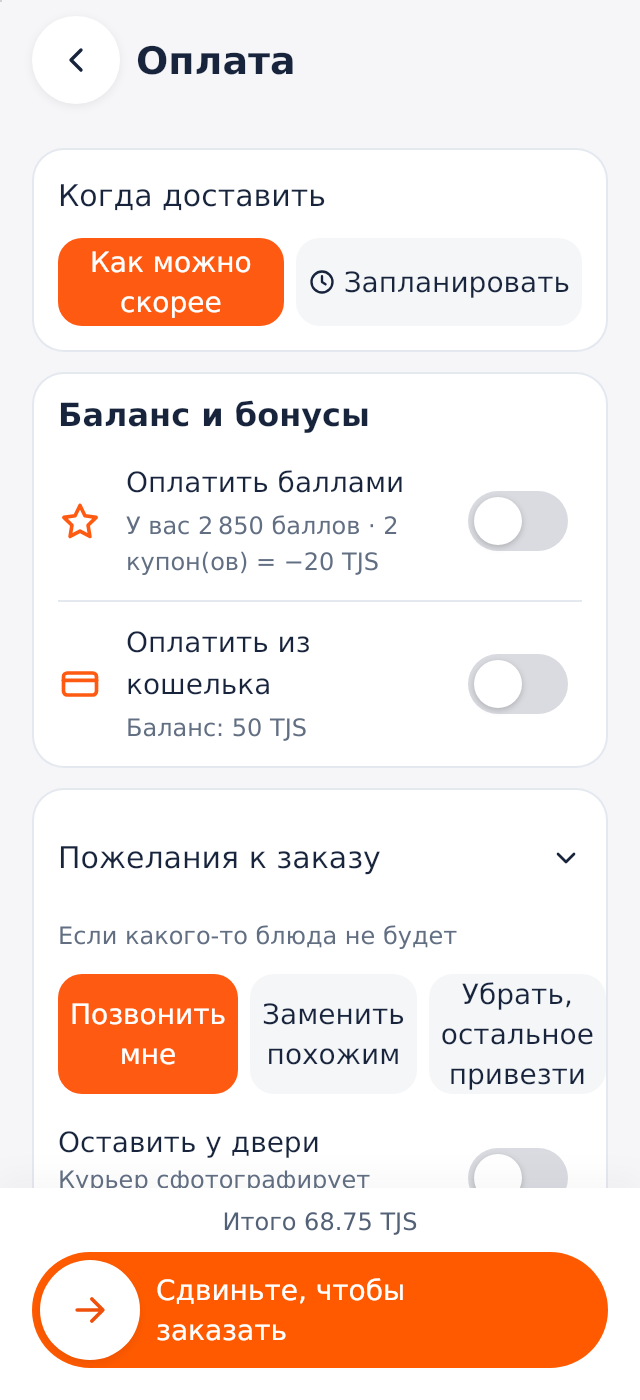 Оплата
Когда доставить
Как можно
скорее
Запланировать
Баланс и бонусы
Оплатить баллами
У вас 2 850 баллов · 2
купон(ов) = −20 TJS
Оплатить из
кошелька
Баланс: 50 TJS
Пожелания к заказу
Если какого-то блюда не будет
Позвонить
мне
Заменить
похожим
Убрать,
остальное
привезти
Оставить у двери
Курьер сфотографирует
Итого 68.75 TJS
Сдвиньте, чтобы
заказать